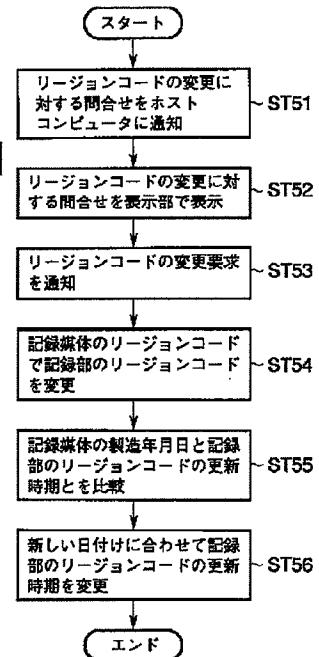 スタート
リージョンコードの変更に
対する問合せをホスト
コンピュータに通知
ST51
リージョンコードの変更に対
する問合せを表示部で表示
ST52
リージョンコードの変更要求
を通知
ST53
記録媒体のリージョンコード
で記録部のリージョンコード
を変更
ST54
記録媒体の製造年月日と記録
部のリージョンコードの更新
時期とを比較
ST55
新しい日付けに合わせて記録
部のリージョンコードの更新
時期を変更
ST56
エンド